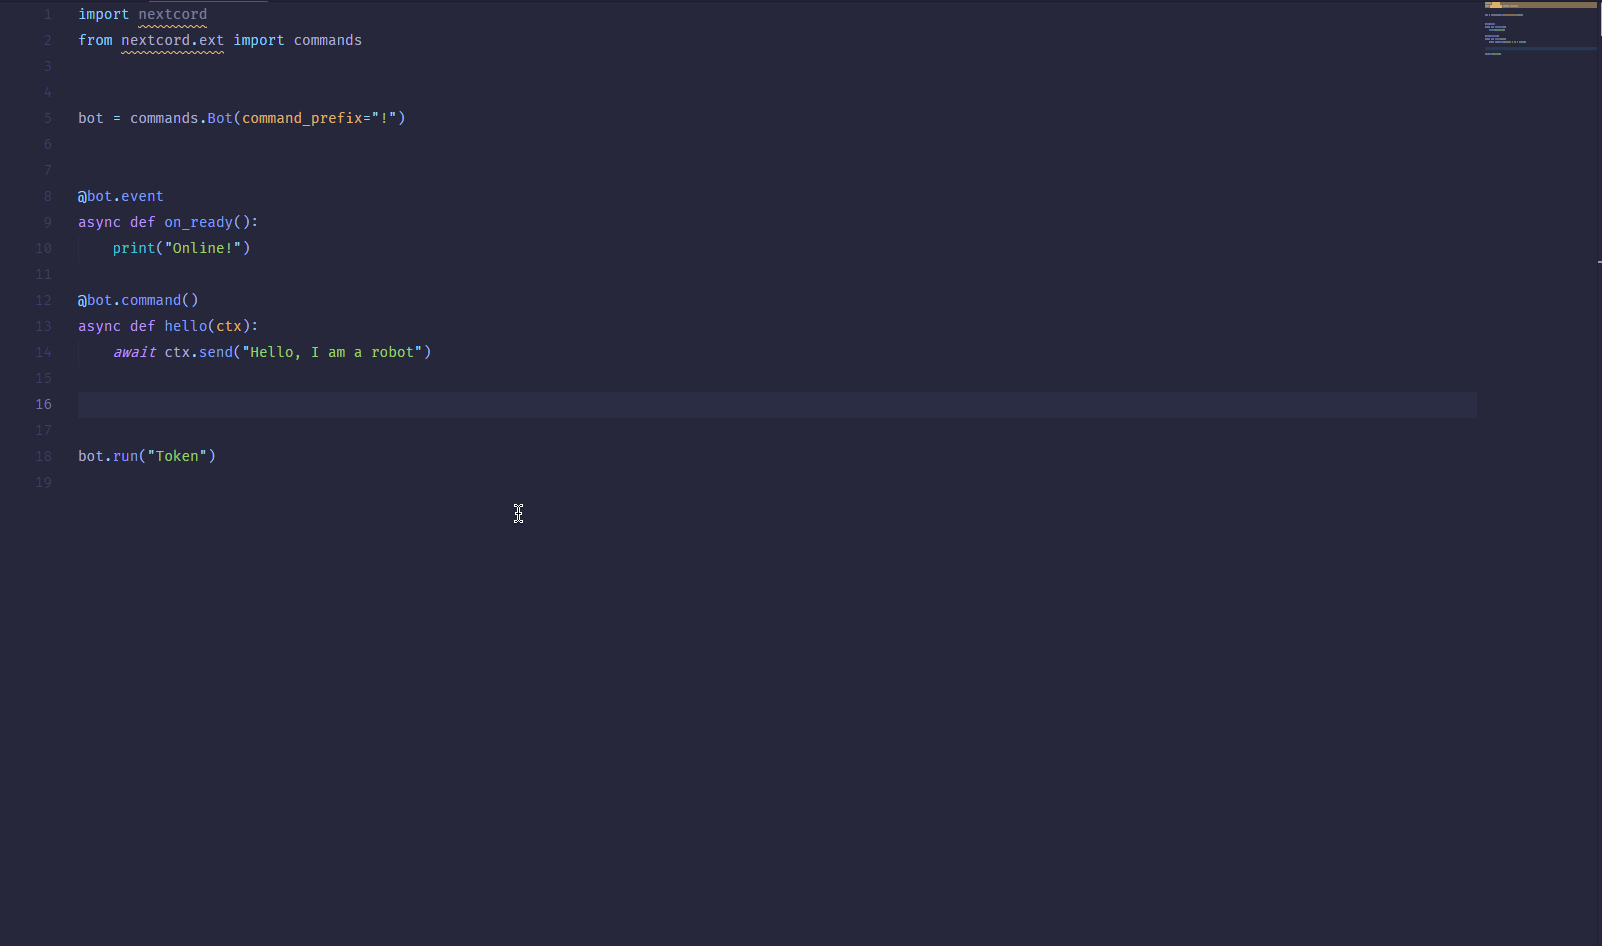 1 import nextcord
2 from nextcord.ext import commands
3
4
5 bot = commands.Bot(command_prefix="!")
6
7
8 @bot.event
9 async def on_ready():
10     print("Online!")
11
12 @bot.command()
13 async def hello(ctx):
14     await ctx.send("Hello, I am a robot")
15
16
17
18 bot.run("Token")
19